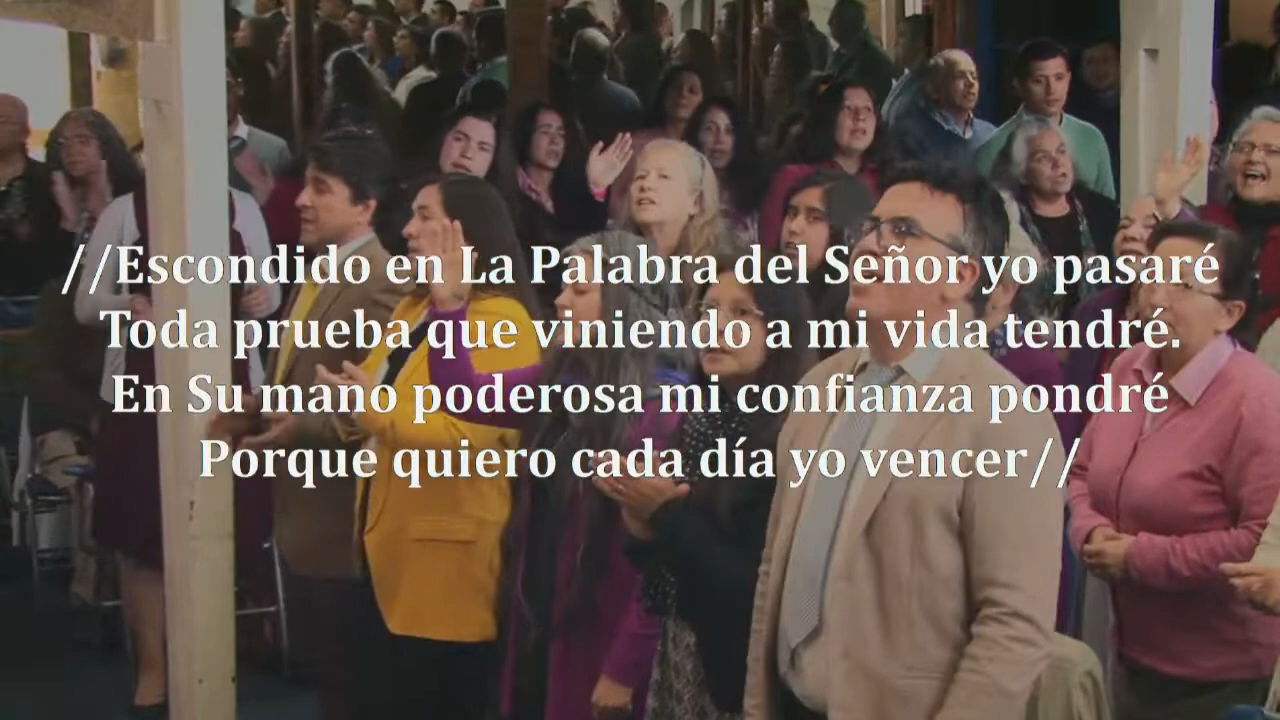 //Escondido en La Palabra del Señor yo pasaré
Toda prueba que viniendo a mi vida tendré.
En Su mano poderosa mi confianza pondré
Porque quiero cada día yo vencer//